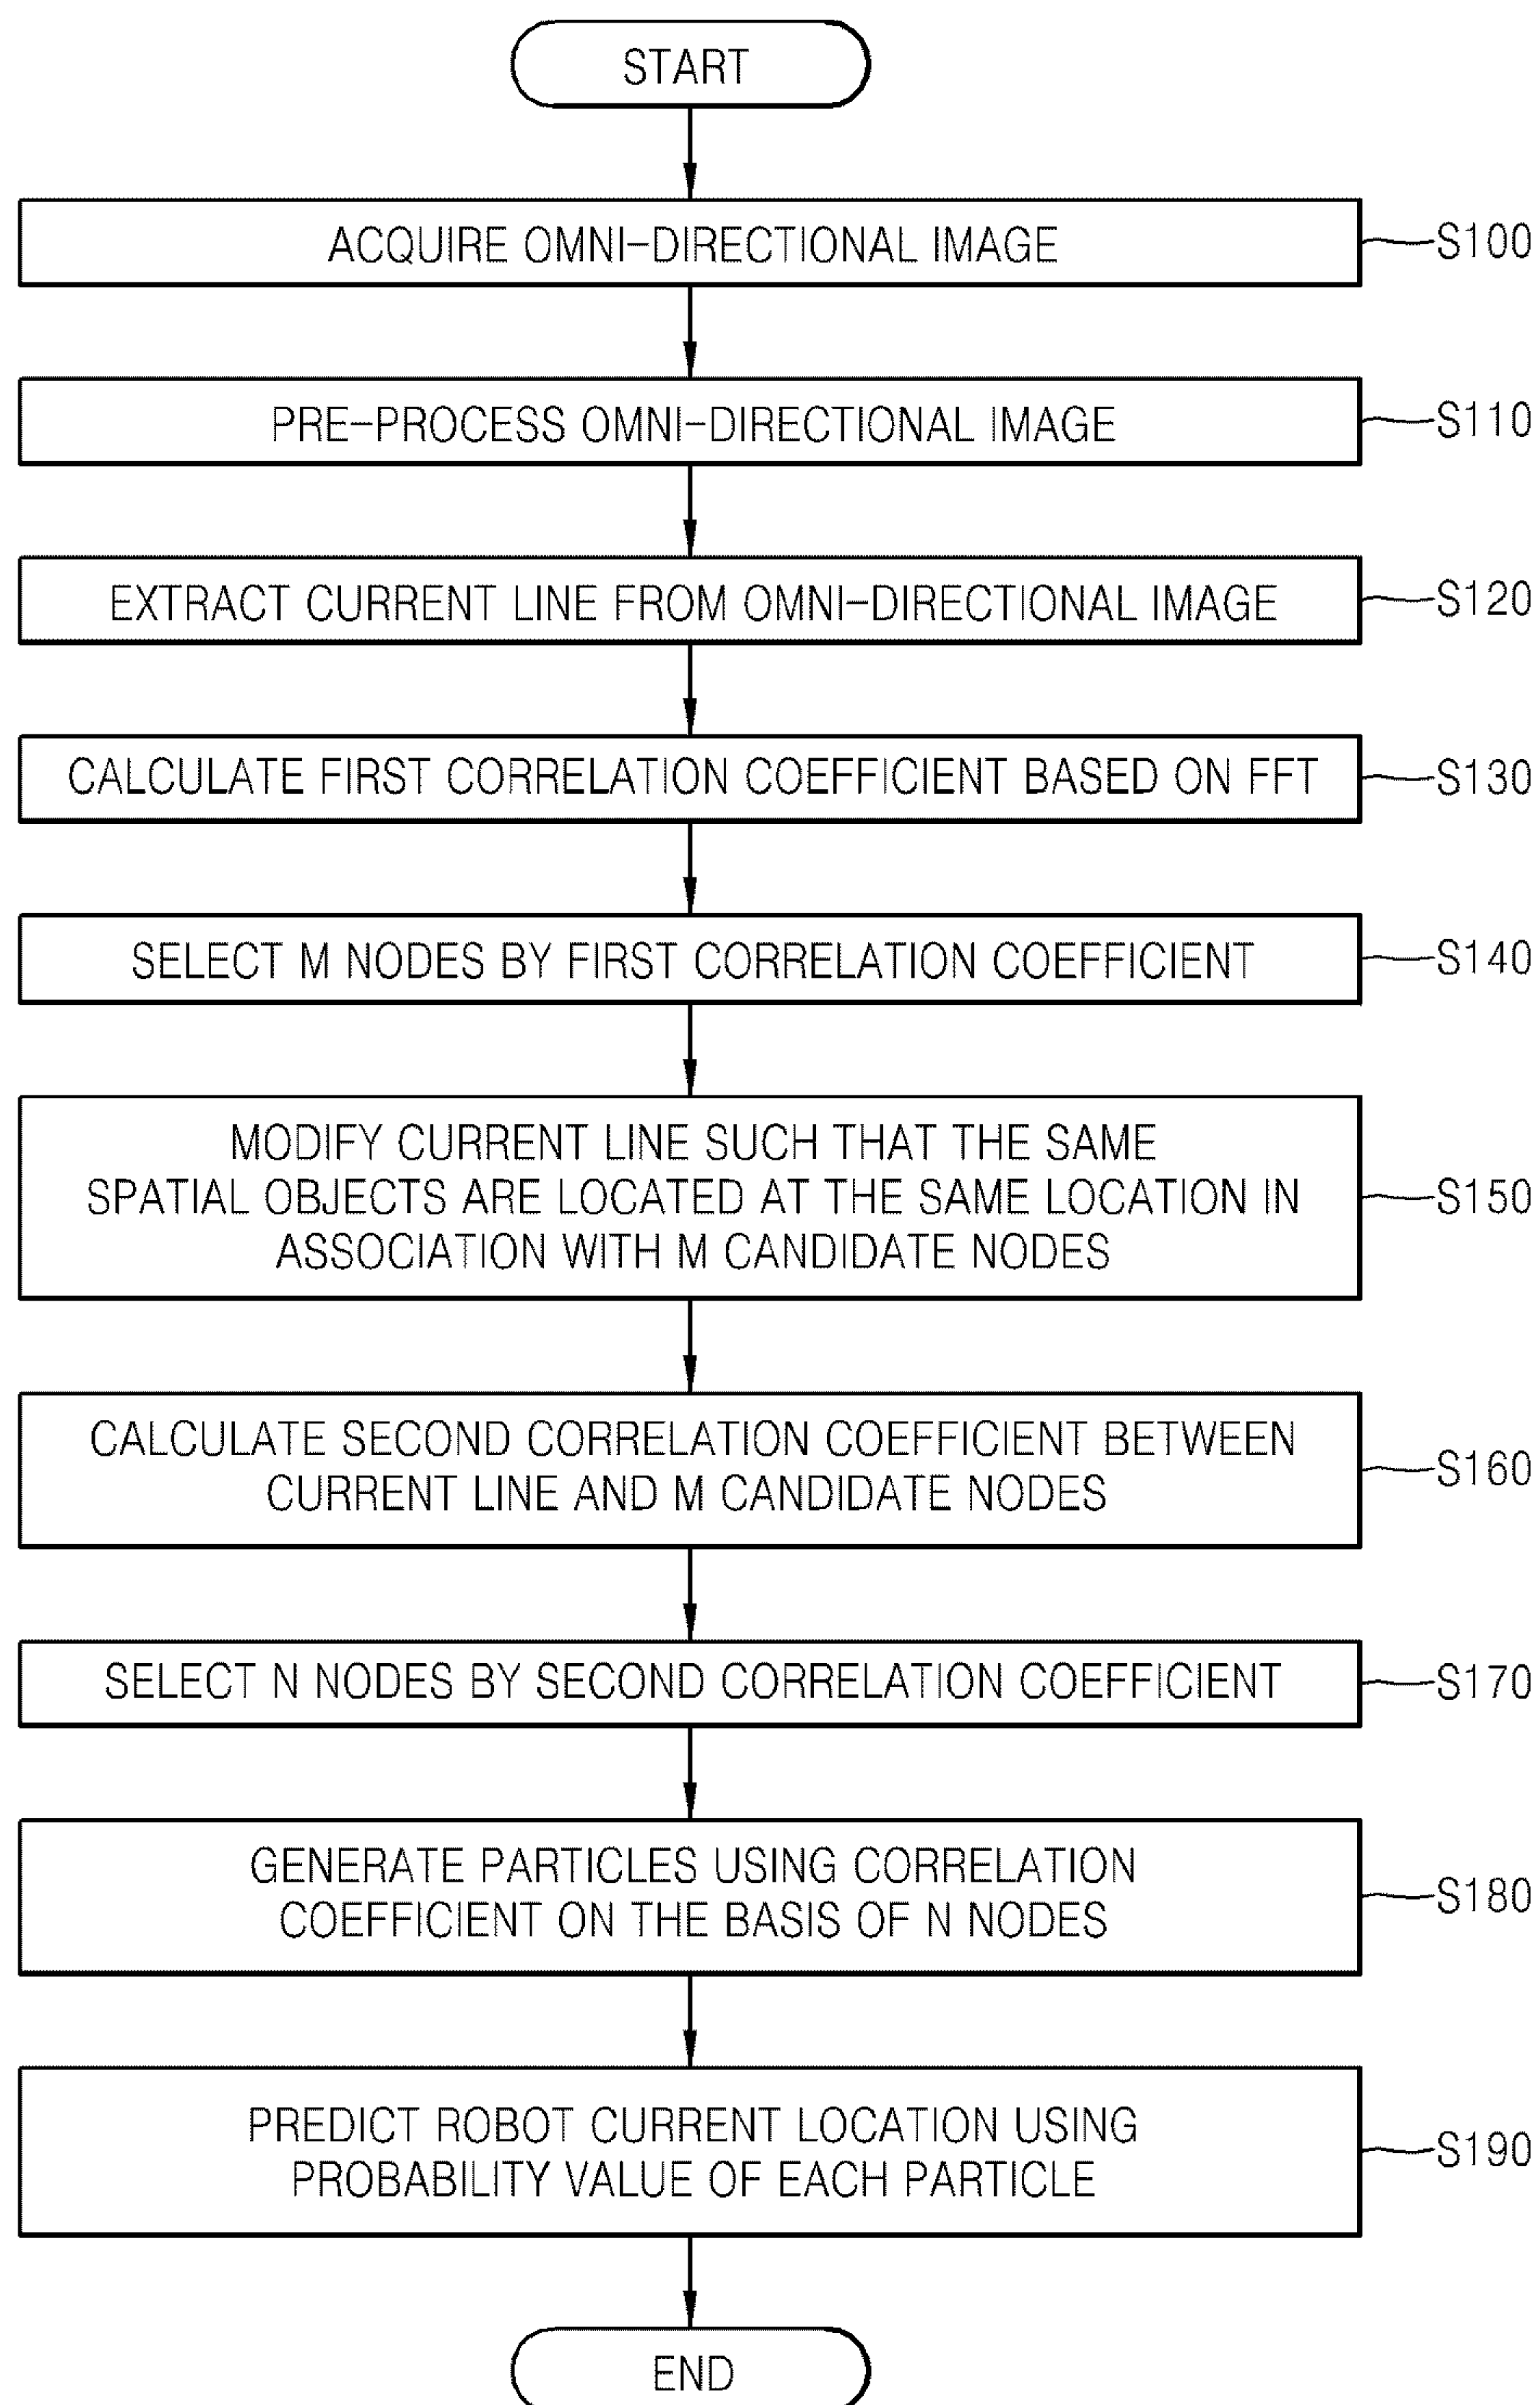 START
ACQUIRE OMNI-DIRECTIONAL IMAGE
S100
PRE-PROCESS OMNI-DIRECTIONAL IMAGE
S110
EXTRACT CURRENT LINE FROM OMNI-DIRECTIONAL IMAGE
S120
CALCULATE FIRST CORRELATION COEFFICIENT BASED ON FFT
S130
SELECT M NODES BY FIRST CORRELATION COEFFICIENT
S140
MODIFY CURRENT LINE SUCH THAT THE SAME
SPATIAL OBJECTS ARE LOCATED AT THE SAME LOCATION IN
ASSOCIATION WITH M CANDIDATE NODES
S150
CALCULATE SECOND CORRELATION COEFFICIENT BETWEEN
CURRENT LINE AND M CANDIDATE NODES
S160
SELECT N NODES BY SECOND CORRELATION COEFFICIENT
S170
GENERATE PARTICLES USING CORRELATION
COEFFICIENT ON THE BASIS OF N NODES
S180
PREDICT ROBOT CURRENT LOCATION USING
PROBABILITY VALUE OF EACH PARTICLE
S190
END